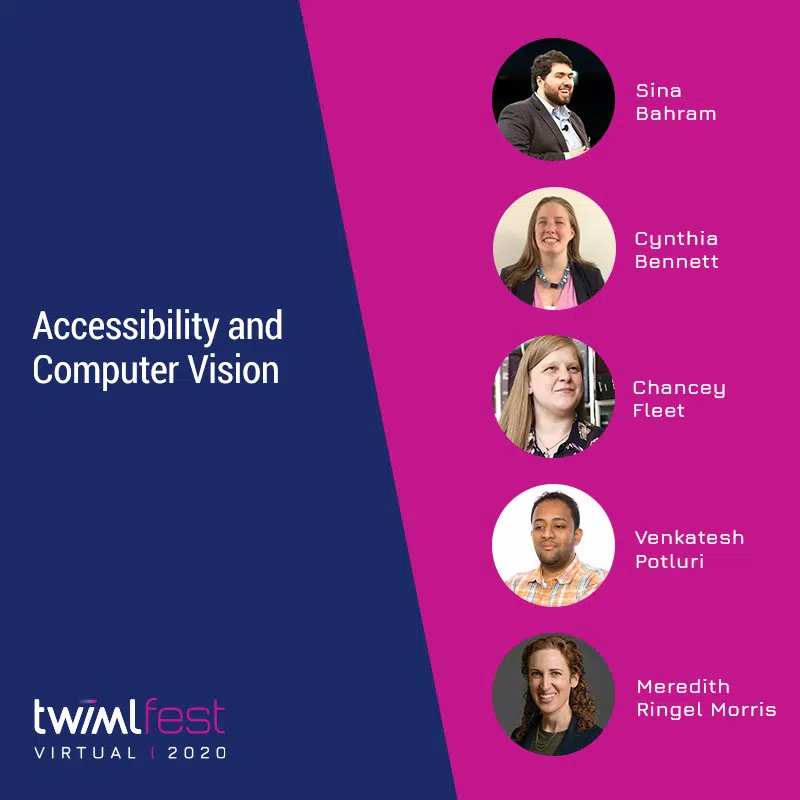 Accessibility and
Computer Vision
twimlfest
VIRTUAL | 2020
Sina
Bahram
Cynthia
Bennett
Chancey
Fleet
Venkatesh
Potluri
Meredith
Ringel Morris